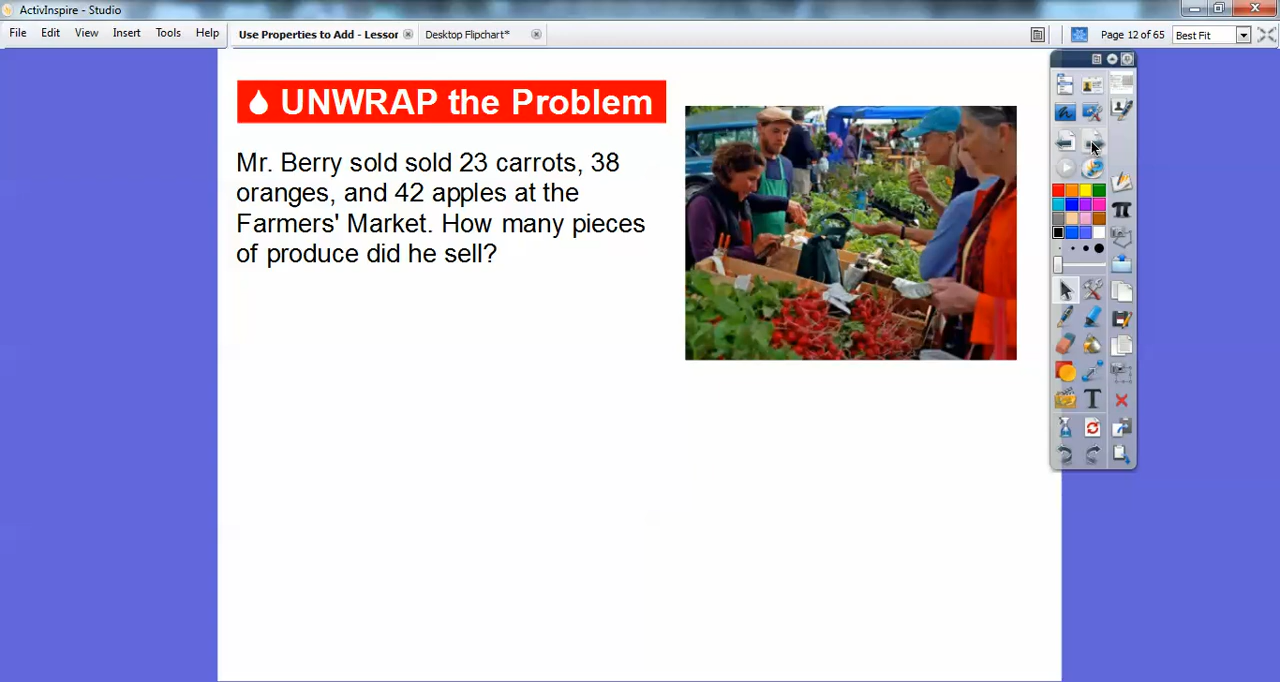 ActivInspire - Studio
File Edit View Insert Tools Help
Use Properties to Add - Lesson Desktop Flipchart* Page 12 of 65 Best Fit
UNWRAP the Problem
Mr. Berry sold sold 23 carrots, 38
oranges, and 42 apples at the
Farmers' Market. How many pieces
of produce did he sell?